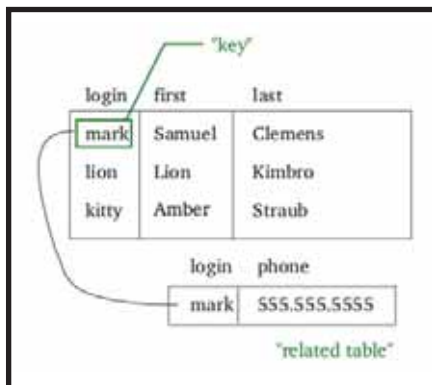 "key"
login first last
mark Samuel Clemens
lion Lion Kimbro
kitty Amber Straub
login phone
mark 555.555.5555
"related table"